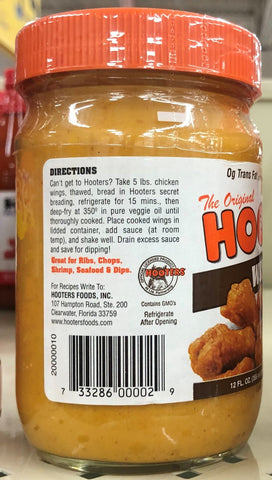 DIRECTIONS
Can't get to Hooters? Take 5 lbs. chicken
wings, thawed, bread in Hooters secret
breading, refrigerate for 15 mins., then
deep-fry at 350º in pure veggie oil until
thoroughly cooked. Place cooked wings in
lidded container, add sauce (at room
temp), and shake well. Drain excess sauce
and save for dipping!
Great for Ribs, Chops,
Shrimp, Seafood & Dips.
For Recipes Write To:
HOOTERS FOODS, INC.
107 Hampton Road, Ste. 200
Clearwater, Florida 33759
www.hootersfoods.com
HOOTERS
Contains GMO's
Refrigerate
After Opening
20000010
7 33286 00002 9
0g Trans Fat
The Original
HOO
W
12 FL. OZ.